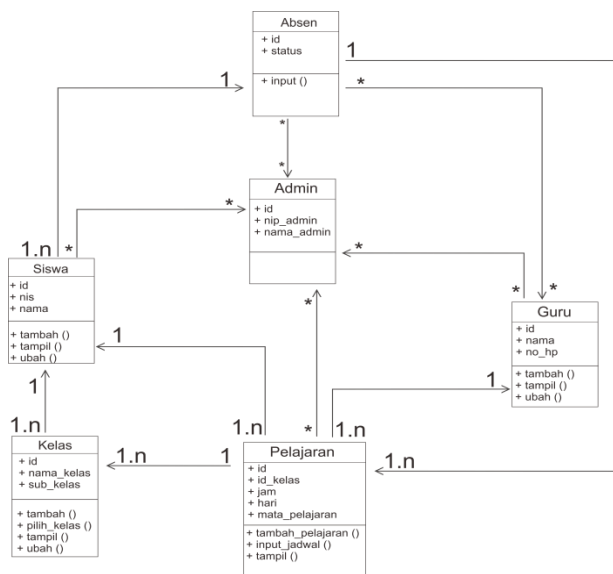 Absen
+ id
+ status
+ input ()
1
1
*
*
*
Admin
+ id
+ nip_admin
+ nama_admin
*
*
1.n
*
*
*
Siswa
+ id
+ nis
+ nama
+ tambah ()
+ tampil ()
+ ubah ()
*
Guru
+ id
+ nama
+ no_hp
+ tambah ()
+ tampil ()
+ ubah ()
1
1
1
1.n
1.n
*
1.n
Kelas
+ id
+ nama_kelas
+ sub_kelas
+ tambah ()
+ pilih_kelas ()
+ tampil ()
+ ubah ()
1.n
1
Pelajaran
+ id
+ id_kelas
+ jam
+ hari
+ mata_pelajaran
+ tambah_pelajaran ()
+ input_jadwal ()
+ tampil ()
1.n